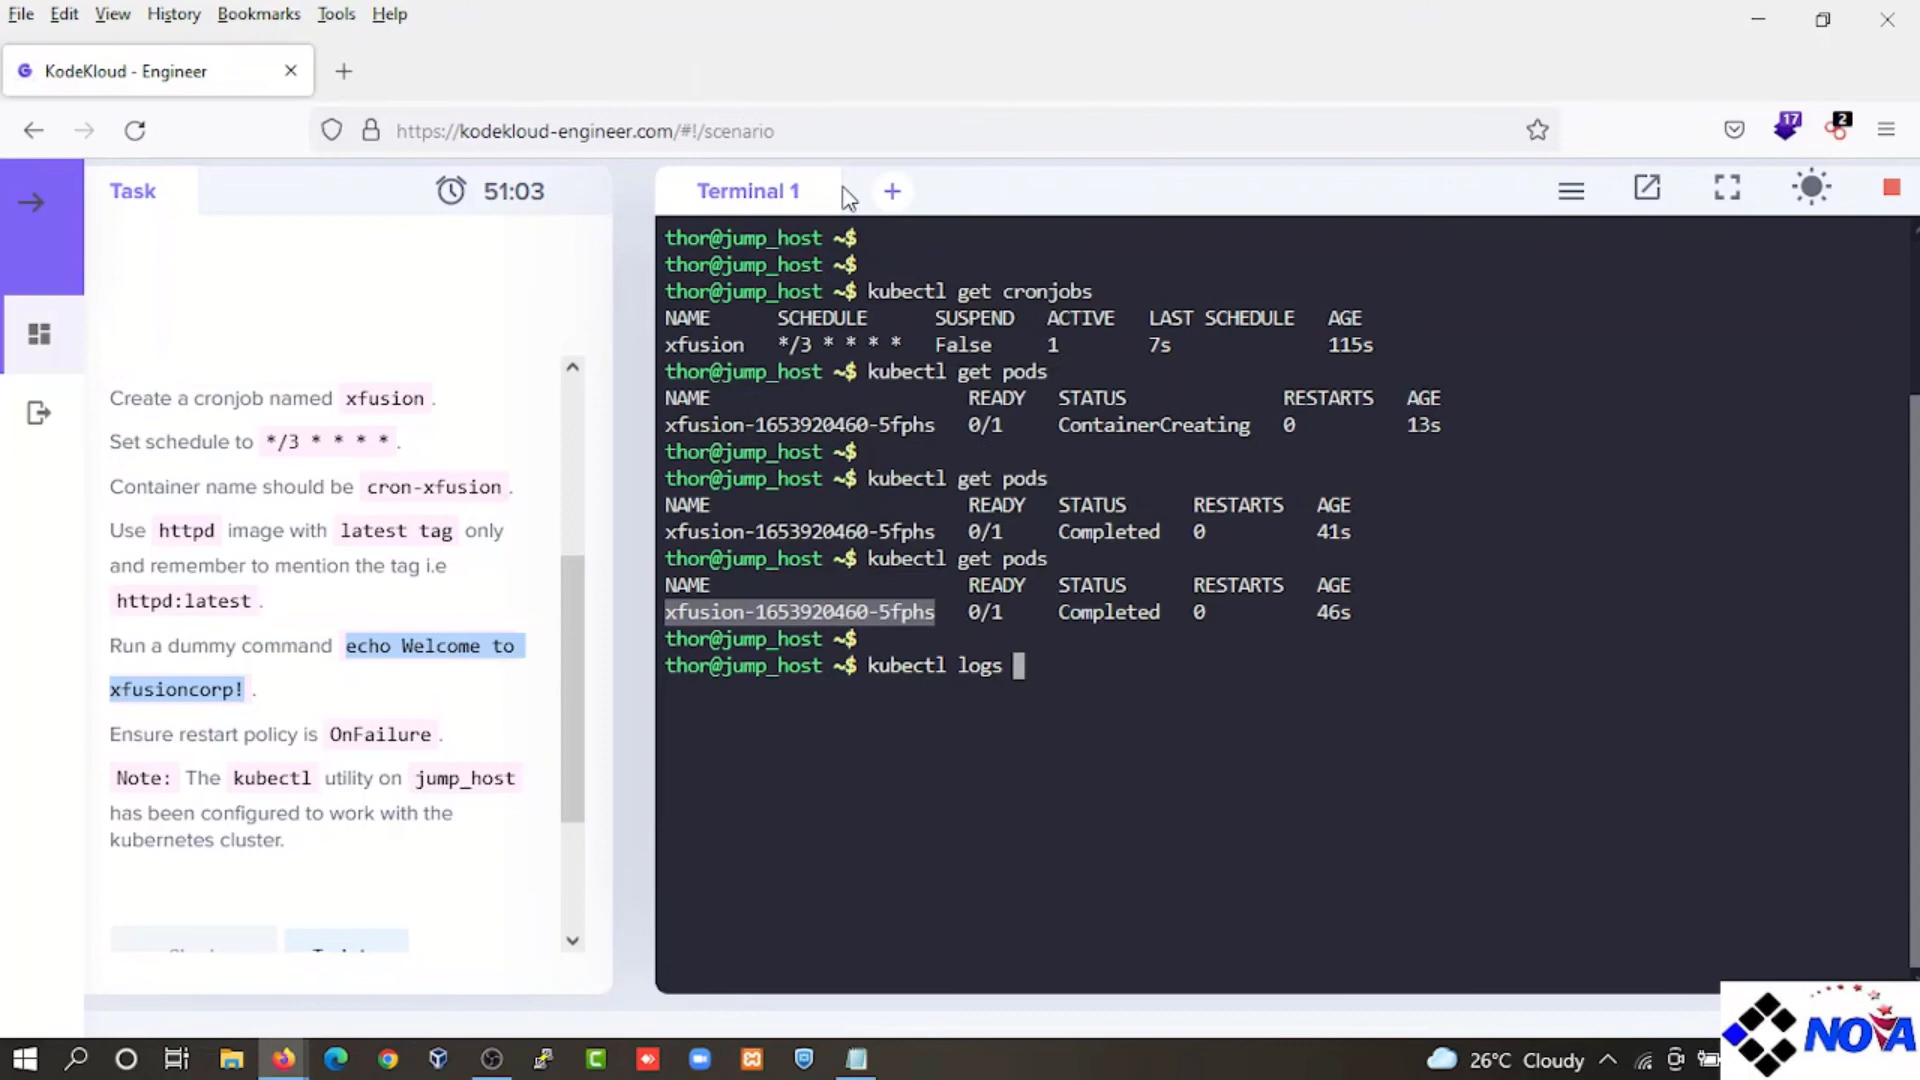 File Edit View History Bookmarks Tools Help
KodeKloud - Engineer
https://kodekloud-engineer.com/#!/scenario
17
2
Task
51:03
Terminal 1
Create a cronjob named xfusion .
Set schedule to */3 * * * * .
Container name should be cron-xfusion .
Use httpd image with latest tag only
and remember to mention the tag i.e
httpd:latest .
Run a dummy command echo Welcome to
xfusioncorp! .
Ensure restart policy is OnFailure .
Note: The kubectl utility on jump_host
has been configured to work with the
kubernetes cluster.
thor@jump_host ~$
thor@jump_host ~$
thor@jump_host ~$ kubectl get cronjobs
NAME SCHEDULE SUSPEND ACTIVE LAST SCHEDULE AGE
xfusion */3 * * * * False 1 7s 115s
thor@jump_host ~$ kubectl get pods
NAME READY STATUS RESTARTS AGE
xfusion-1653920460-5fphs 0/1 ContainerCreating 0 13s
thor@jump_host ~$
thor@jump_host ~$ kubectl get pods
NAME READY STATUS RESTARTS AGE
xfusion-1653920460-5fphs 0/1 Completed 0 41s
thor@jump_host ~$ kubectl get pods
NAME READY STATUS RESTARTS AGE
xfusion-1653920460-5fphs 0/1 Completed 0 46s
thor@jump_host ~$
thor@jump_host ~$ kubectl logs
NOVA
26°C Cloudy